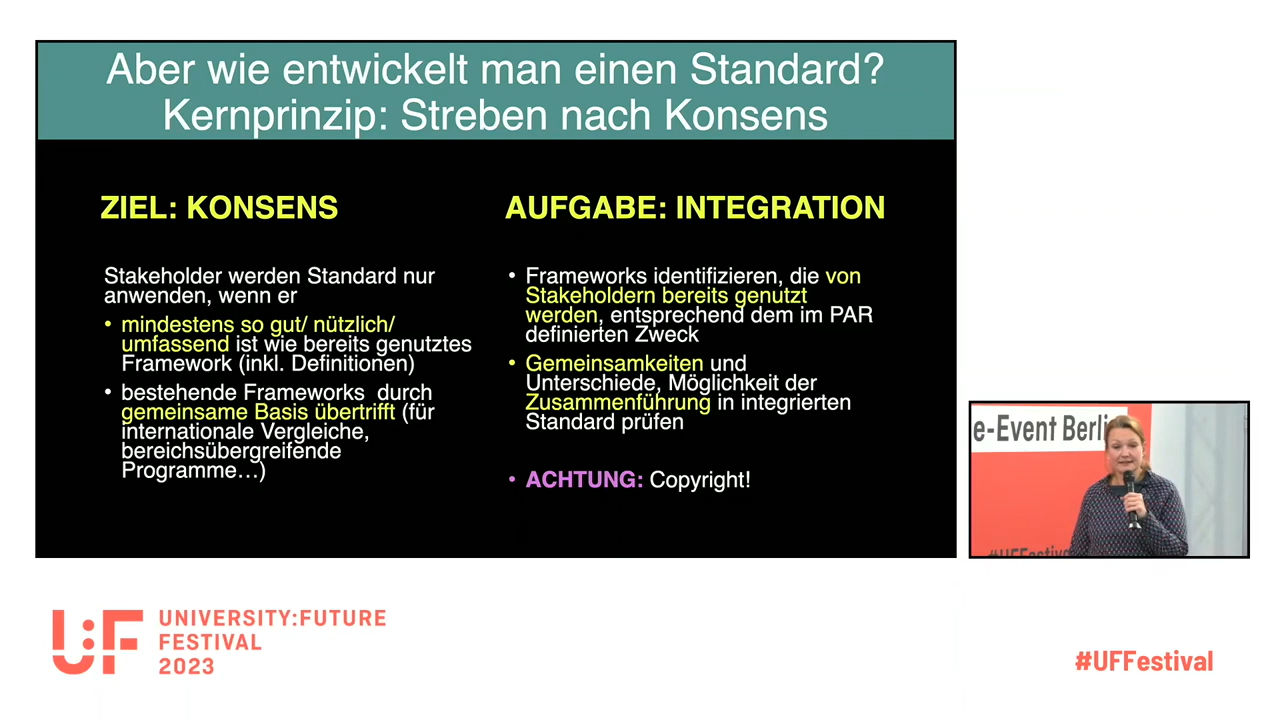 Aber wie entwickelt man einen Standard?
Kernprinzip: Streben nach Konsens
ZIEL: KONSENS
Stakeholder werden Standard nur
anwenden, wenn er
• mindestens so gut/ nützlich/
umfassend ist wie bereits genutztes
Framework (inkl. Definitionen)
• bestehende Frameworks durch
gemeinsame Basis übertrifft (für
internationale Vergleiche,
bereichsübergreifende
Programme…)
AUFGABE: INTEGRATION
• Frameworks identifizieren, die von
Stakeholdern bereits genutzt
werden, entsprechend dem im PAR
definierten Zweck
• Gemeinsamkeiten und
Unterschiede, Möglichkeit der
Zusammenführung in integrierten
Standard prüfen
• ACHTUNG: Copyright!
e-Event Berlin
#UFFestiv
U:F
UNIVERSITY:FUTURE
FESTIVAL
2023
#UFFestival